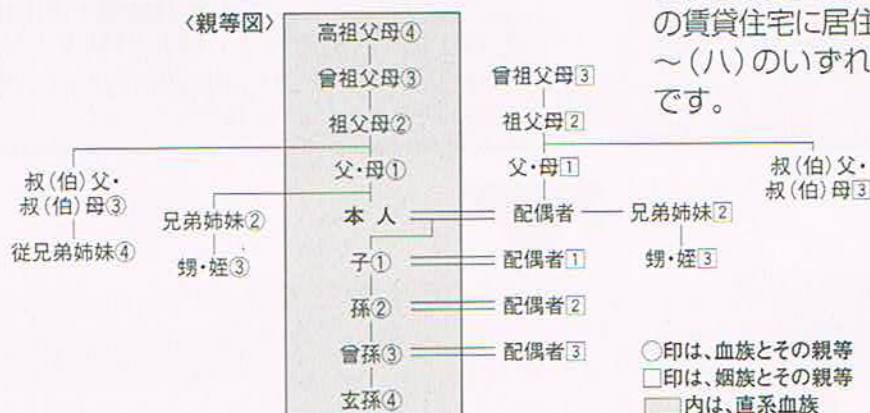 〈親等図〉
高祖父母④
曾祖父母③
祖父母②
父・母①
本 人
子①
孫②
曾孫③
玄孫④
叔(伯)父・
叔(伯)母③
従兄弟姉妹④
兄弟姉妹②
甥・姪③
曾祖父母3
祖父母2
父・母1
配偶者
配偶者1
配偶者2
配偶者3
兄弟姉妹2
甥・姪3
叔(伯)父・
叔(伯)母3
の賃貸住宅に居住
~(ハ)のいずれ
です。
○印は、血族とその親等
□印は、姻族とその親等
内は、直系血族